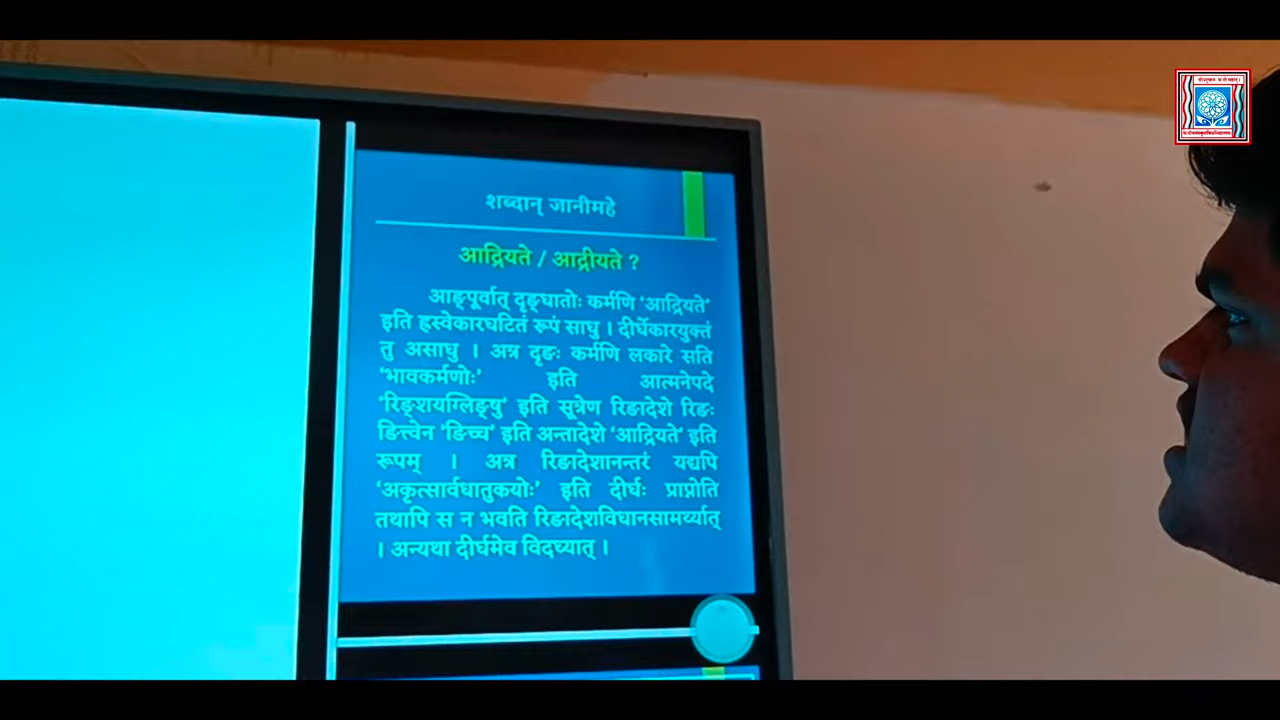 शब्दान् जानीमहे
आद्रियते / आद्रीयते ?
आङ्पूर्वात् दृङ्धातोः कर्मणि 'आद्रियते'
इति ह्रस्वेकारघटितं रूपं साधु । दीर्घेकारयुक्तं
तु असाधु । अत्र दृङः कर्मणि लकारे सति
'भावकर्मणोः' इति आत्मनेपदे
'रिङ्शयग्लिङ्षु' इति सूत्रेण रिङादेशे रिङः
ङित्त्वेन 'ङिच्च' इति अन्तादेशे 'आद्रियते' इति
रूपम् । अत्र रिङादेशानन्तरं यद्यपि
'अकृत्सार्वधातुकयोः' इति दीर्घः प्राप्नोति
तथापि स न भवति रिङादेशविधानसामर्थ्यात्
। अन्यथा दीर्घमेव विदध्यात् ।